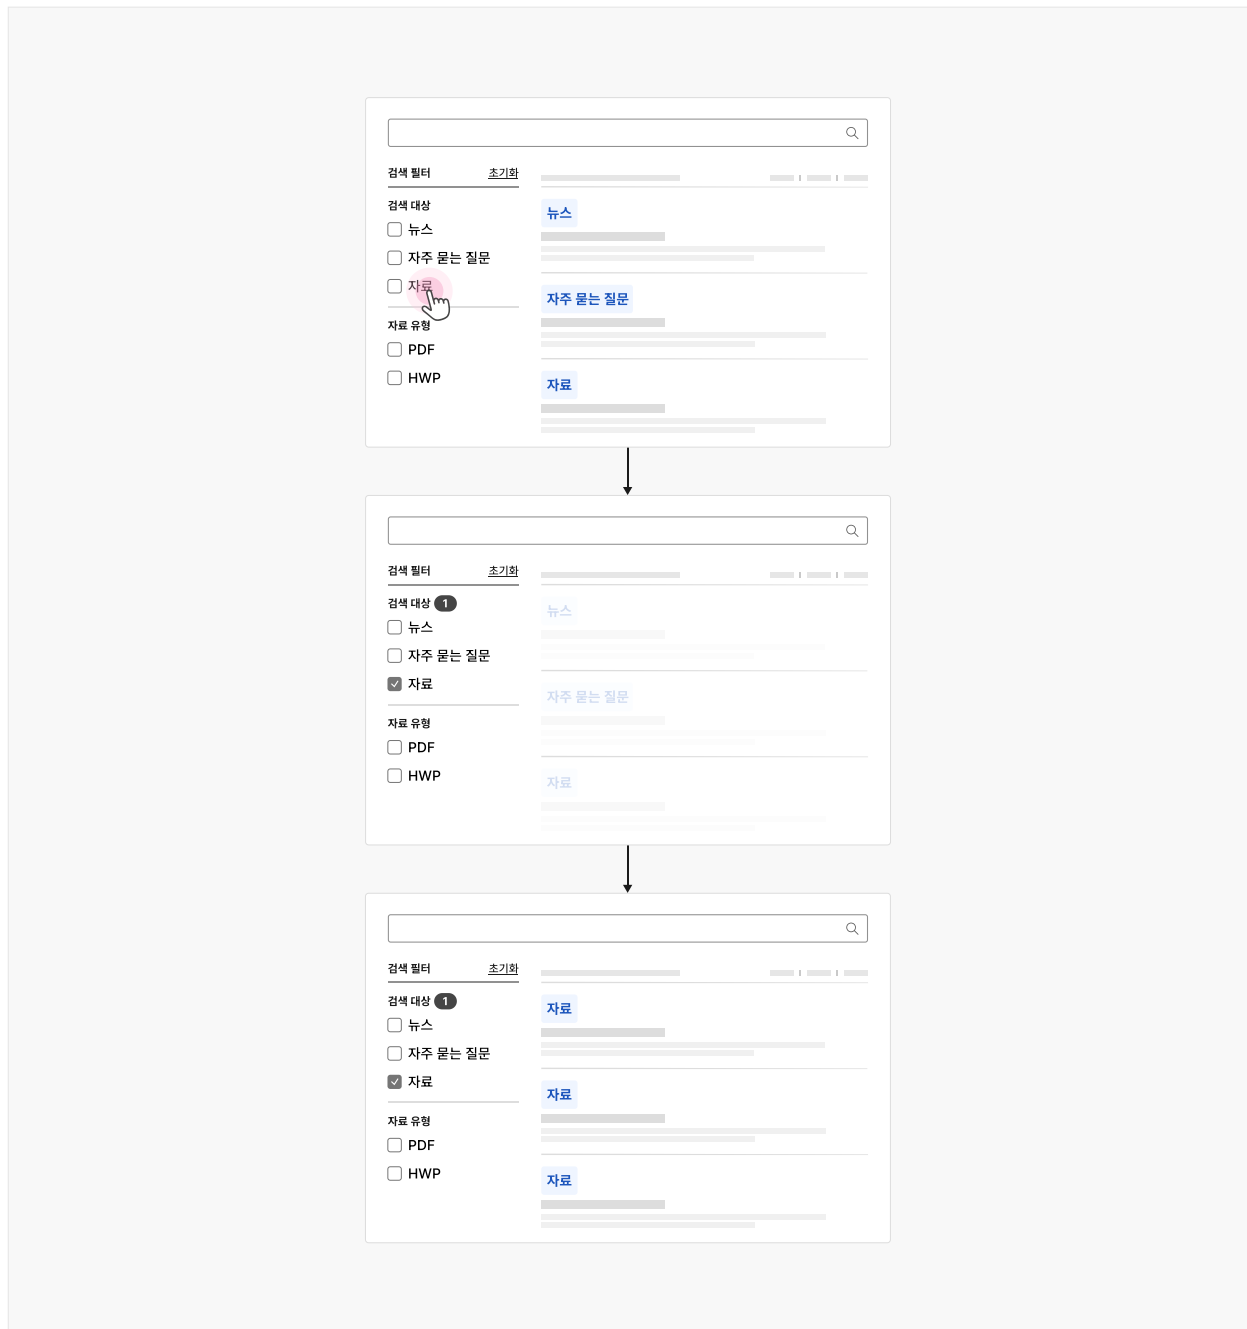 검색 필터 초기화
검색 대상
뉴스
자주 묻는 질문
자료
자료 유형
PDF
HWP
뉴스
자주 묻는 질문
자료
검색 필터 초기화
검색 대상 1
뉴스
자주 묻는 질문
자료
자료 유형
PDF
HWP
뉴스
자주 묻는 질문
자료
검색 필터 초기화
검색 대상 1
뉴스
자주 묻는 질문
자료
자료 유형
PDF
HWP
자료
자료
자료